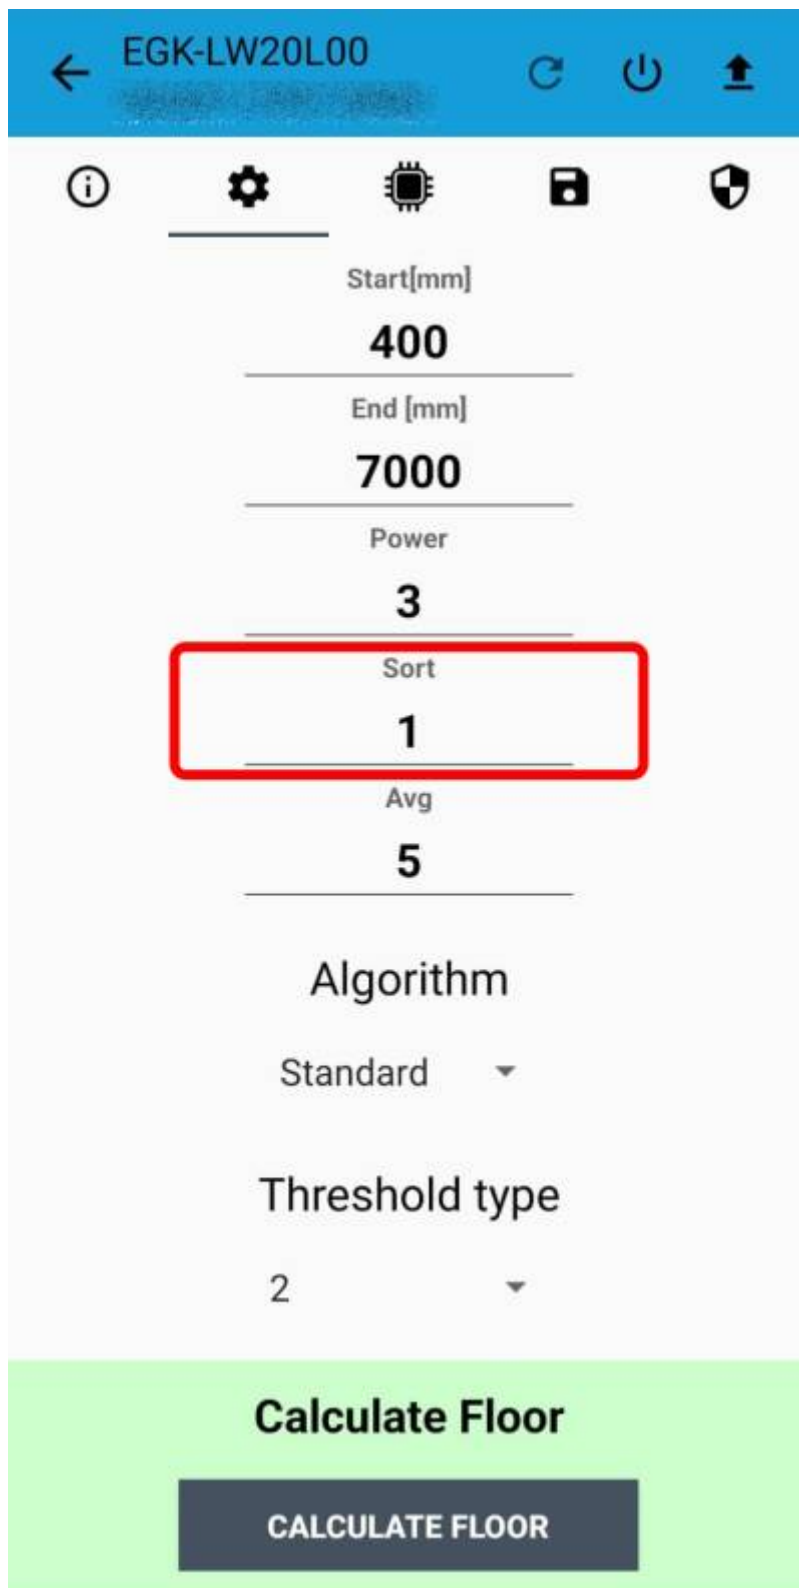 EGK-LW20L00
Start[mm]
400
End [mm]
7000
Power
3
Sort
1
Avg
5
Algorithm
Standard
Threshold type
2
Calculate Floor
CALCULATE FLOOR